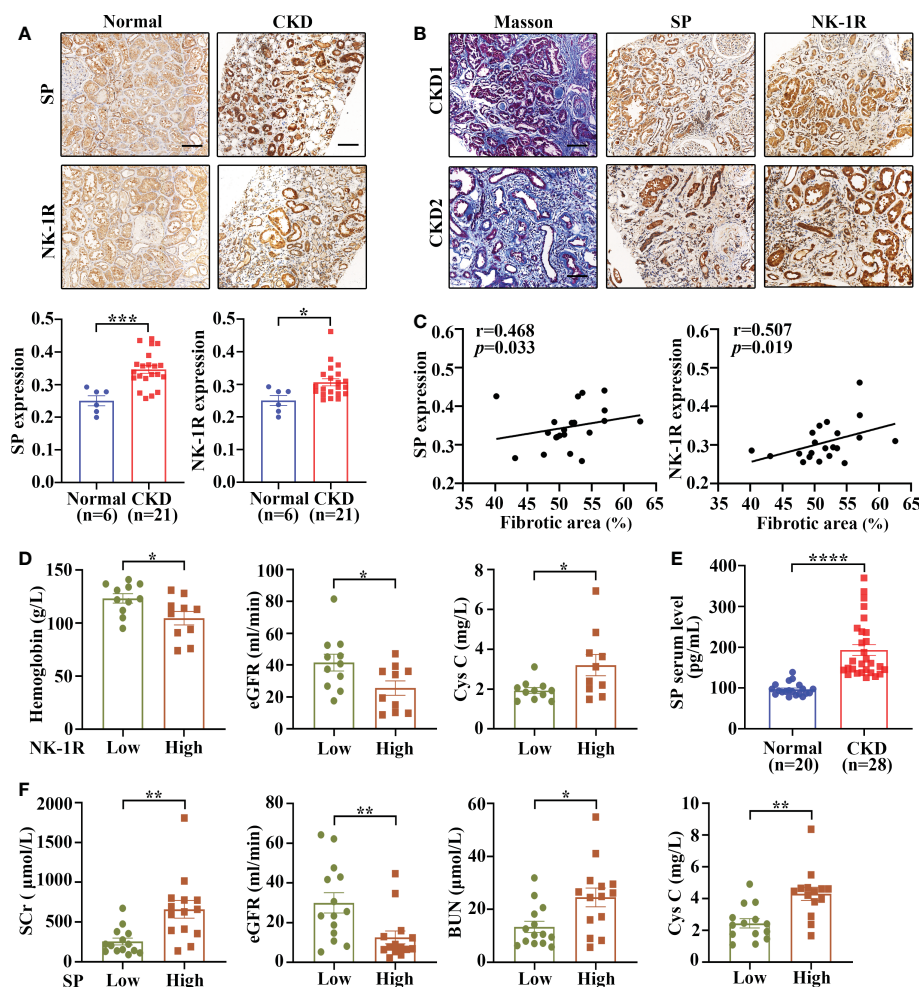 A
Normal
CKD
SP
NK-1R
B
Masson
SP
NK-1R
CKD1
CKD2
SP expression
0.5
0.4
0.3
0.2
0.1
0.0
***
Normal
(n=6)
CKD
(n=21)
NK-1R expression
0.5
0.4
0.3
0.2
0.1
0.0
*
Normal
(n=6)
CKD
(n=21)
C
r=0.468
p=0.033
SP expression
0.6
0.5
0.4
0.3
0.2
35 40 45 50 55 60 65
Fibrotic area (%)
r=0.507
p=0.019
NK-1R expression
0.6
0.5
0.4
0.3
0.2
35 40 45 50 55 60 65
Fibrotic area (%)
D
Hemoglobin (g/L)
150
100
50
0
*
NK-1R Low High
eGFR (ml/min)
100
80
60
40
20
0
*
Low High
Cys C (mg/L)
8
6
4
2
0
*
Low High
E
SP serum level
(pg/mL)
400
300
200
100
0
****
Normal
(n=20)
CKD
(n=28)
F
SCr ( μmol/L)
2000
1500
1000
500
0
**
SP Low High
eGFR (ml/min)
80
60
40
20
0
**
Low High
BUN (μmol/L)
60
40
20
0
*
Low High
Cys C (mg/L)
8
6
4
2
0
**
Low High